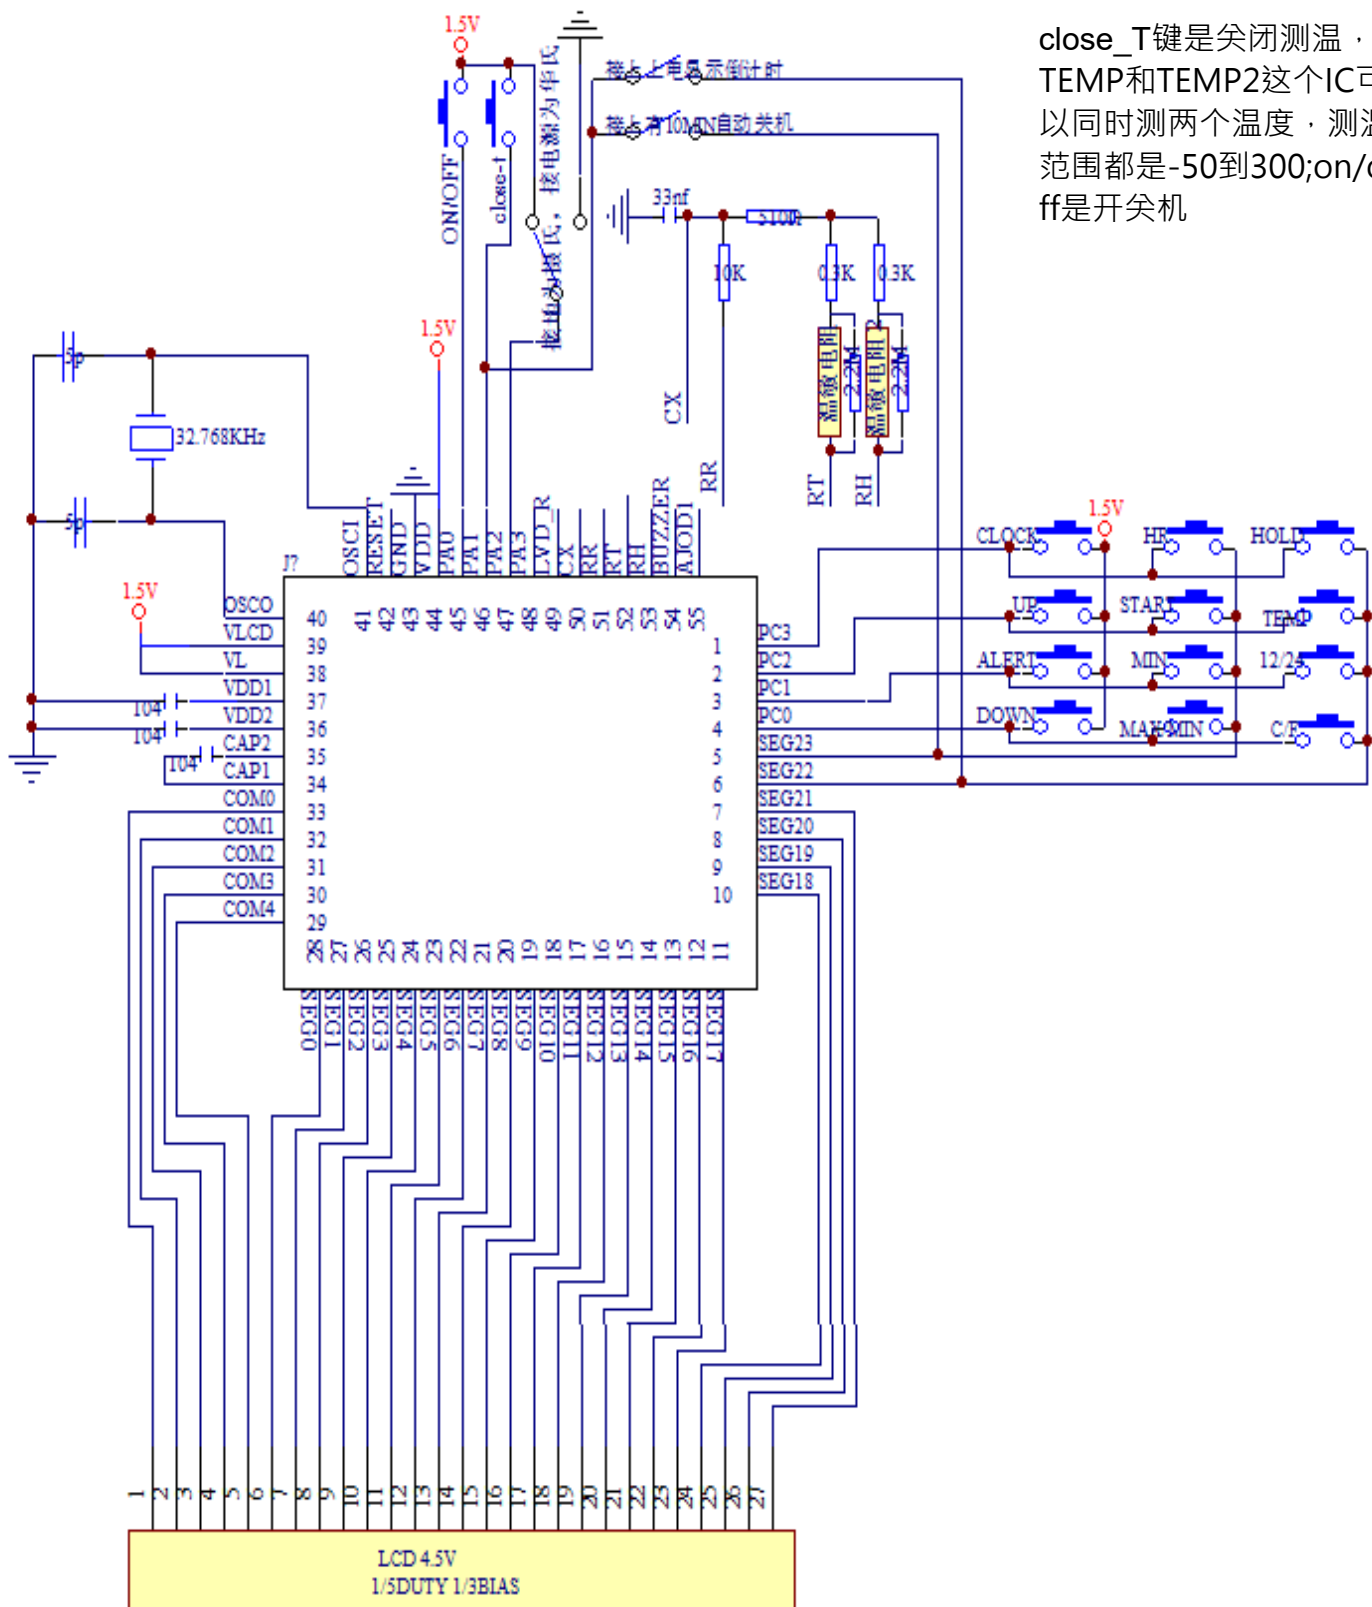 close_T键是关闭测温，
TEMP和TEMP2这个IC可
以同时测两个温度，测温
范围都是-50到300;on/o
ff是开关机
1.5V
ON/OFF
close-t
接地为摄氏，接电源为华氏
接上上电显示倒计时
接上有10MIN自动关机
33nf
510Ω
10K
0.3K
0.3K
温敏电阻
2.2M
温敏电阻2
2.2M
CX
RR
RT
RH
1.5V
5p
32.768KHz
5p
J?
OSCI
RESET
GND
VDD
PA0
PA1
PA2
PA3
LVD_R
CX
RR
RT
RH
BUZZER
AJOD1
41
42
43
44
45
46
47
48
49
50
51
52
53
54
55
1.5V
OSCO 40
VLCD 39
VL 38
VDD1 37
VDD2 36
CAP2 35
CAP1 34
COM0 33
COM1 32
COM2 31
COM3 30
COM4 29
104
104
104
1 PC3
2 PC2
3 PC1
4 PC0
5 SEG23
6 SEG22
7 SEG21
8 SEG20
9 SEG19
10 SEG18
1.5V
CLOCK HR HOLD
UP START TEMP
ALERT MIN 12/24
DOWN MAX/MIN C/F
28
27
26
25
24
23
22
21
20
19
18
17
16
15
14
13
12
11
SEG0
SEG1
SEG2
SEG3
SEG4
SEG5
SEG6
SEG7
SEG8
SEG9
SEG10
SEG11
SEG12
SEG13
SEG14
SEG15
SEG16
SEG17
1
2
3
4
5
6
7
8
9
10
11
12
13
14
15
16
17
18
19
20
21
22
23
24
25
26
27
LCD 4.5V
1/5DUTY 1/3BIAS